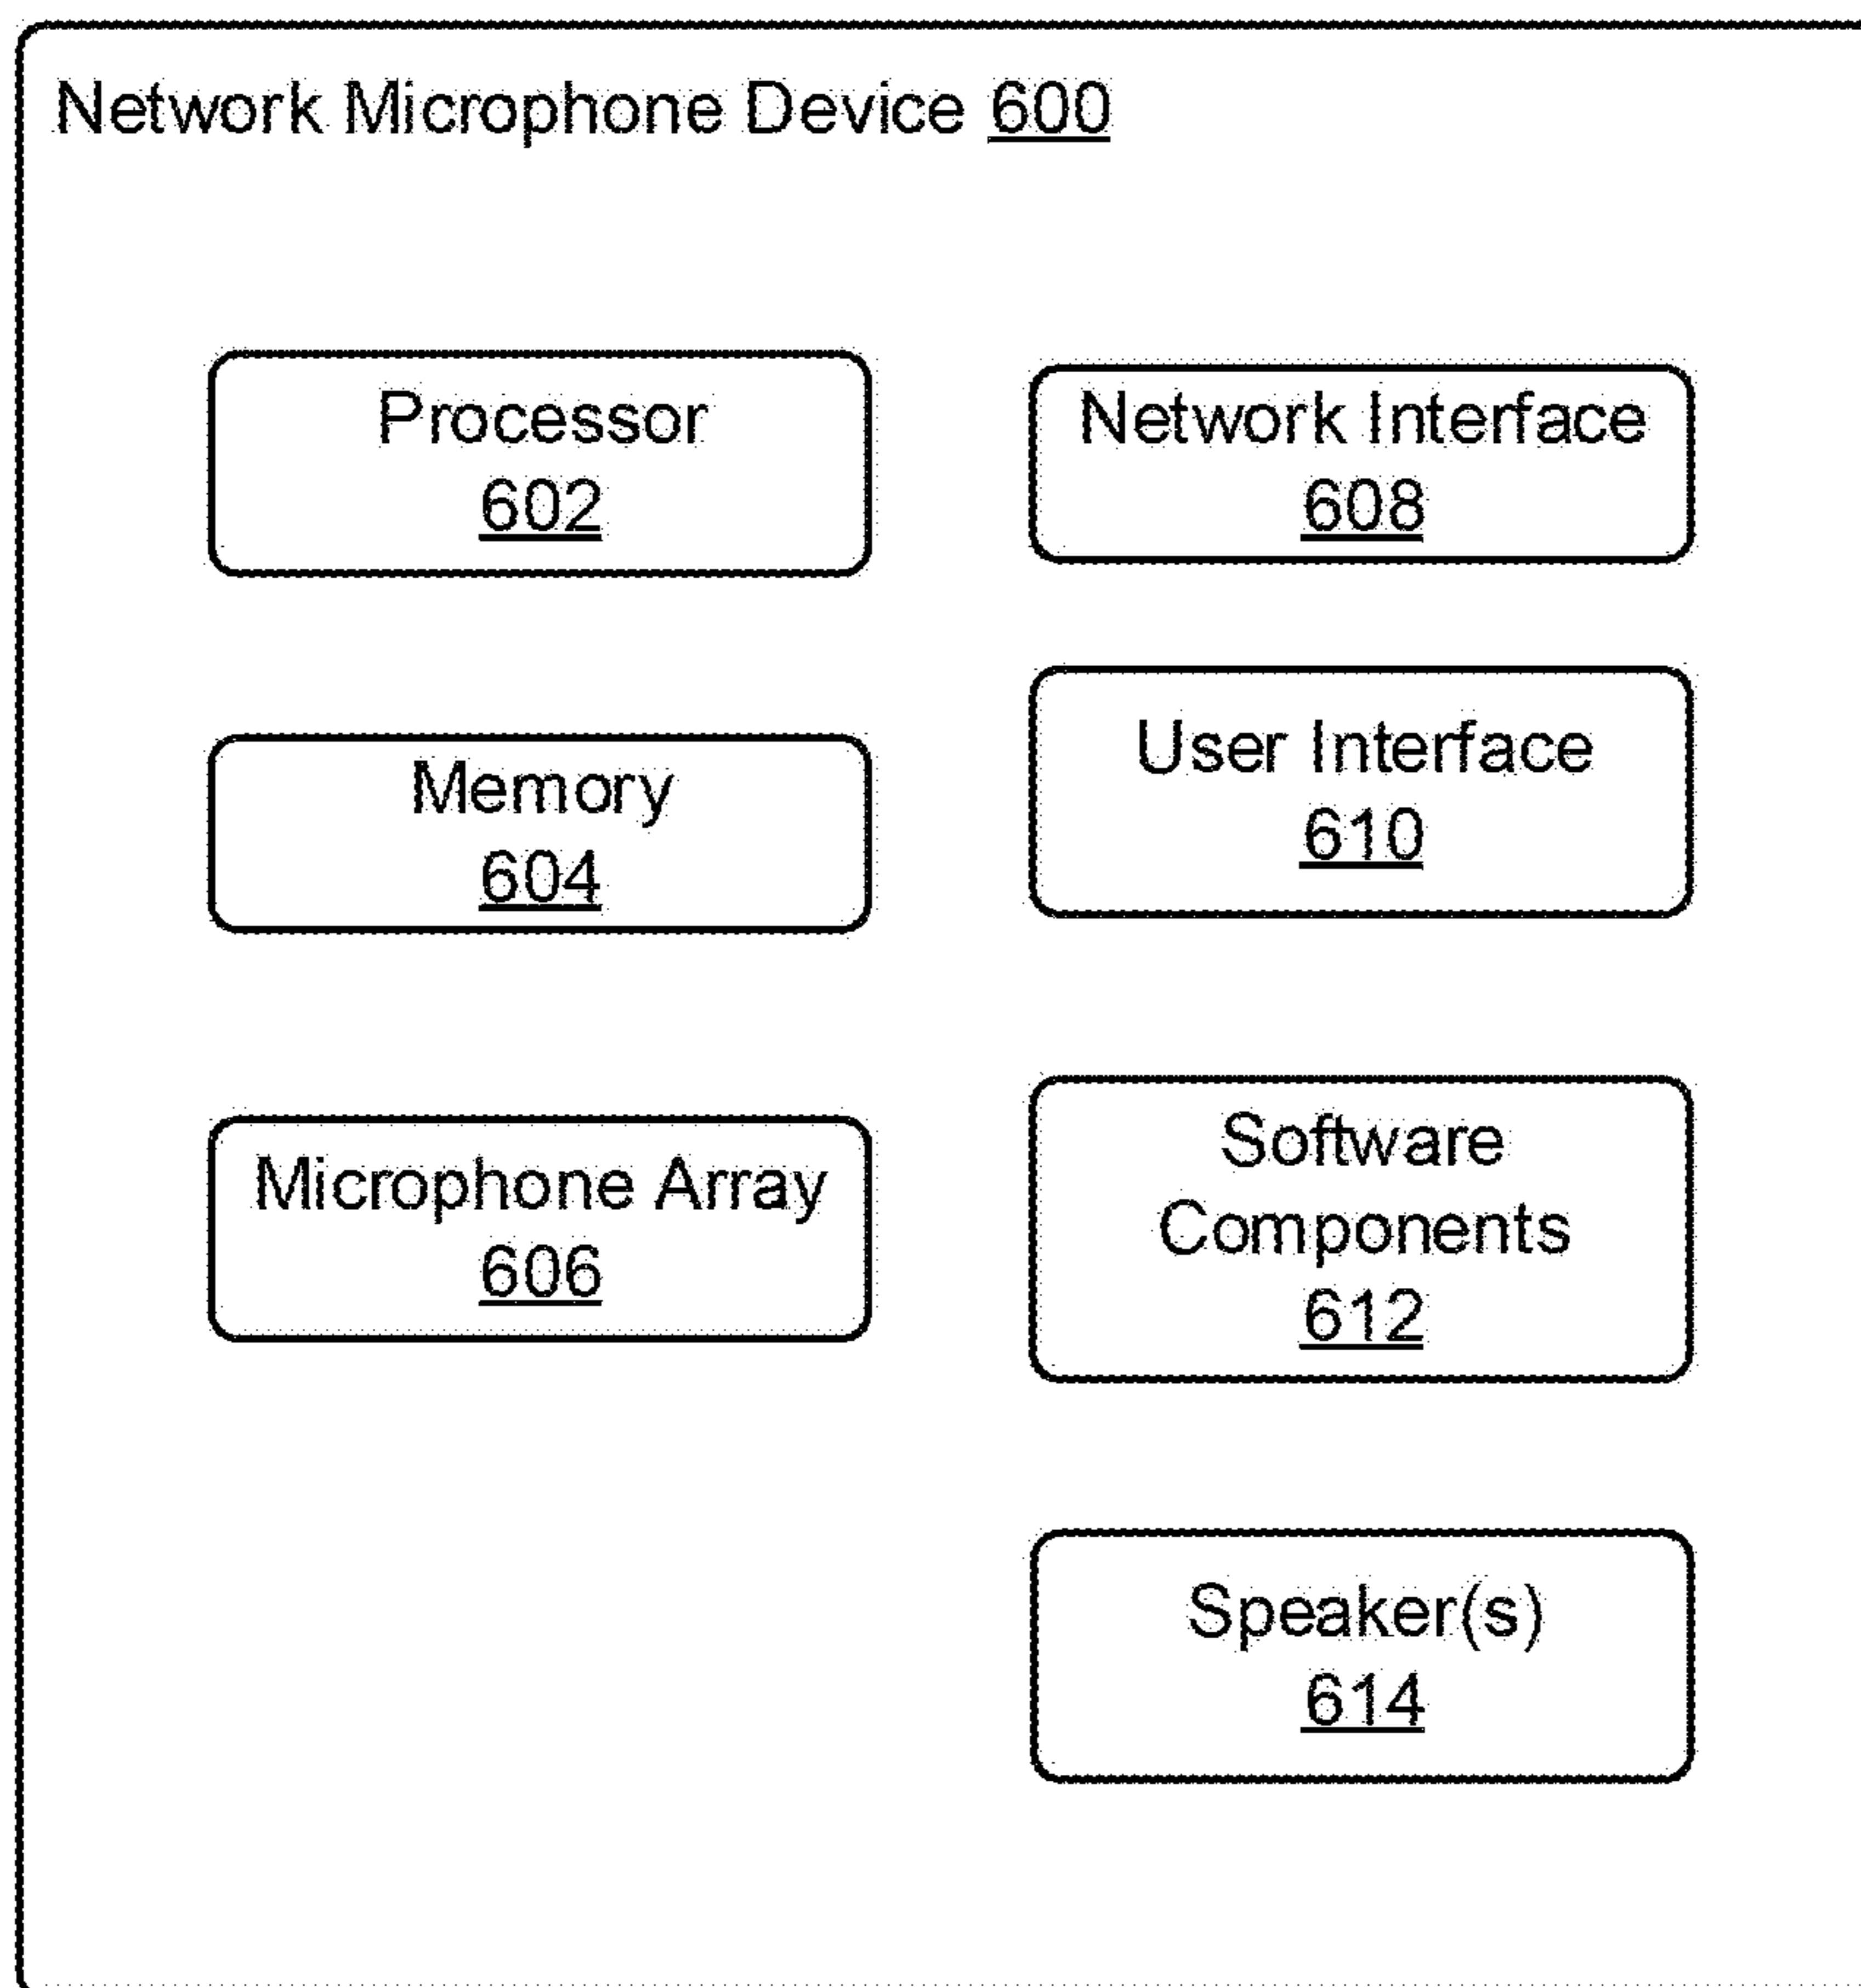 Network Microphone Device 600
Processor
602
Memory
604
Microphone Array
606
Network Interface
608
User Interface
610
Software
Components
612
Speaker(s)
614